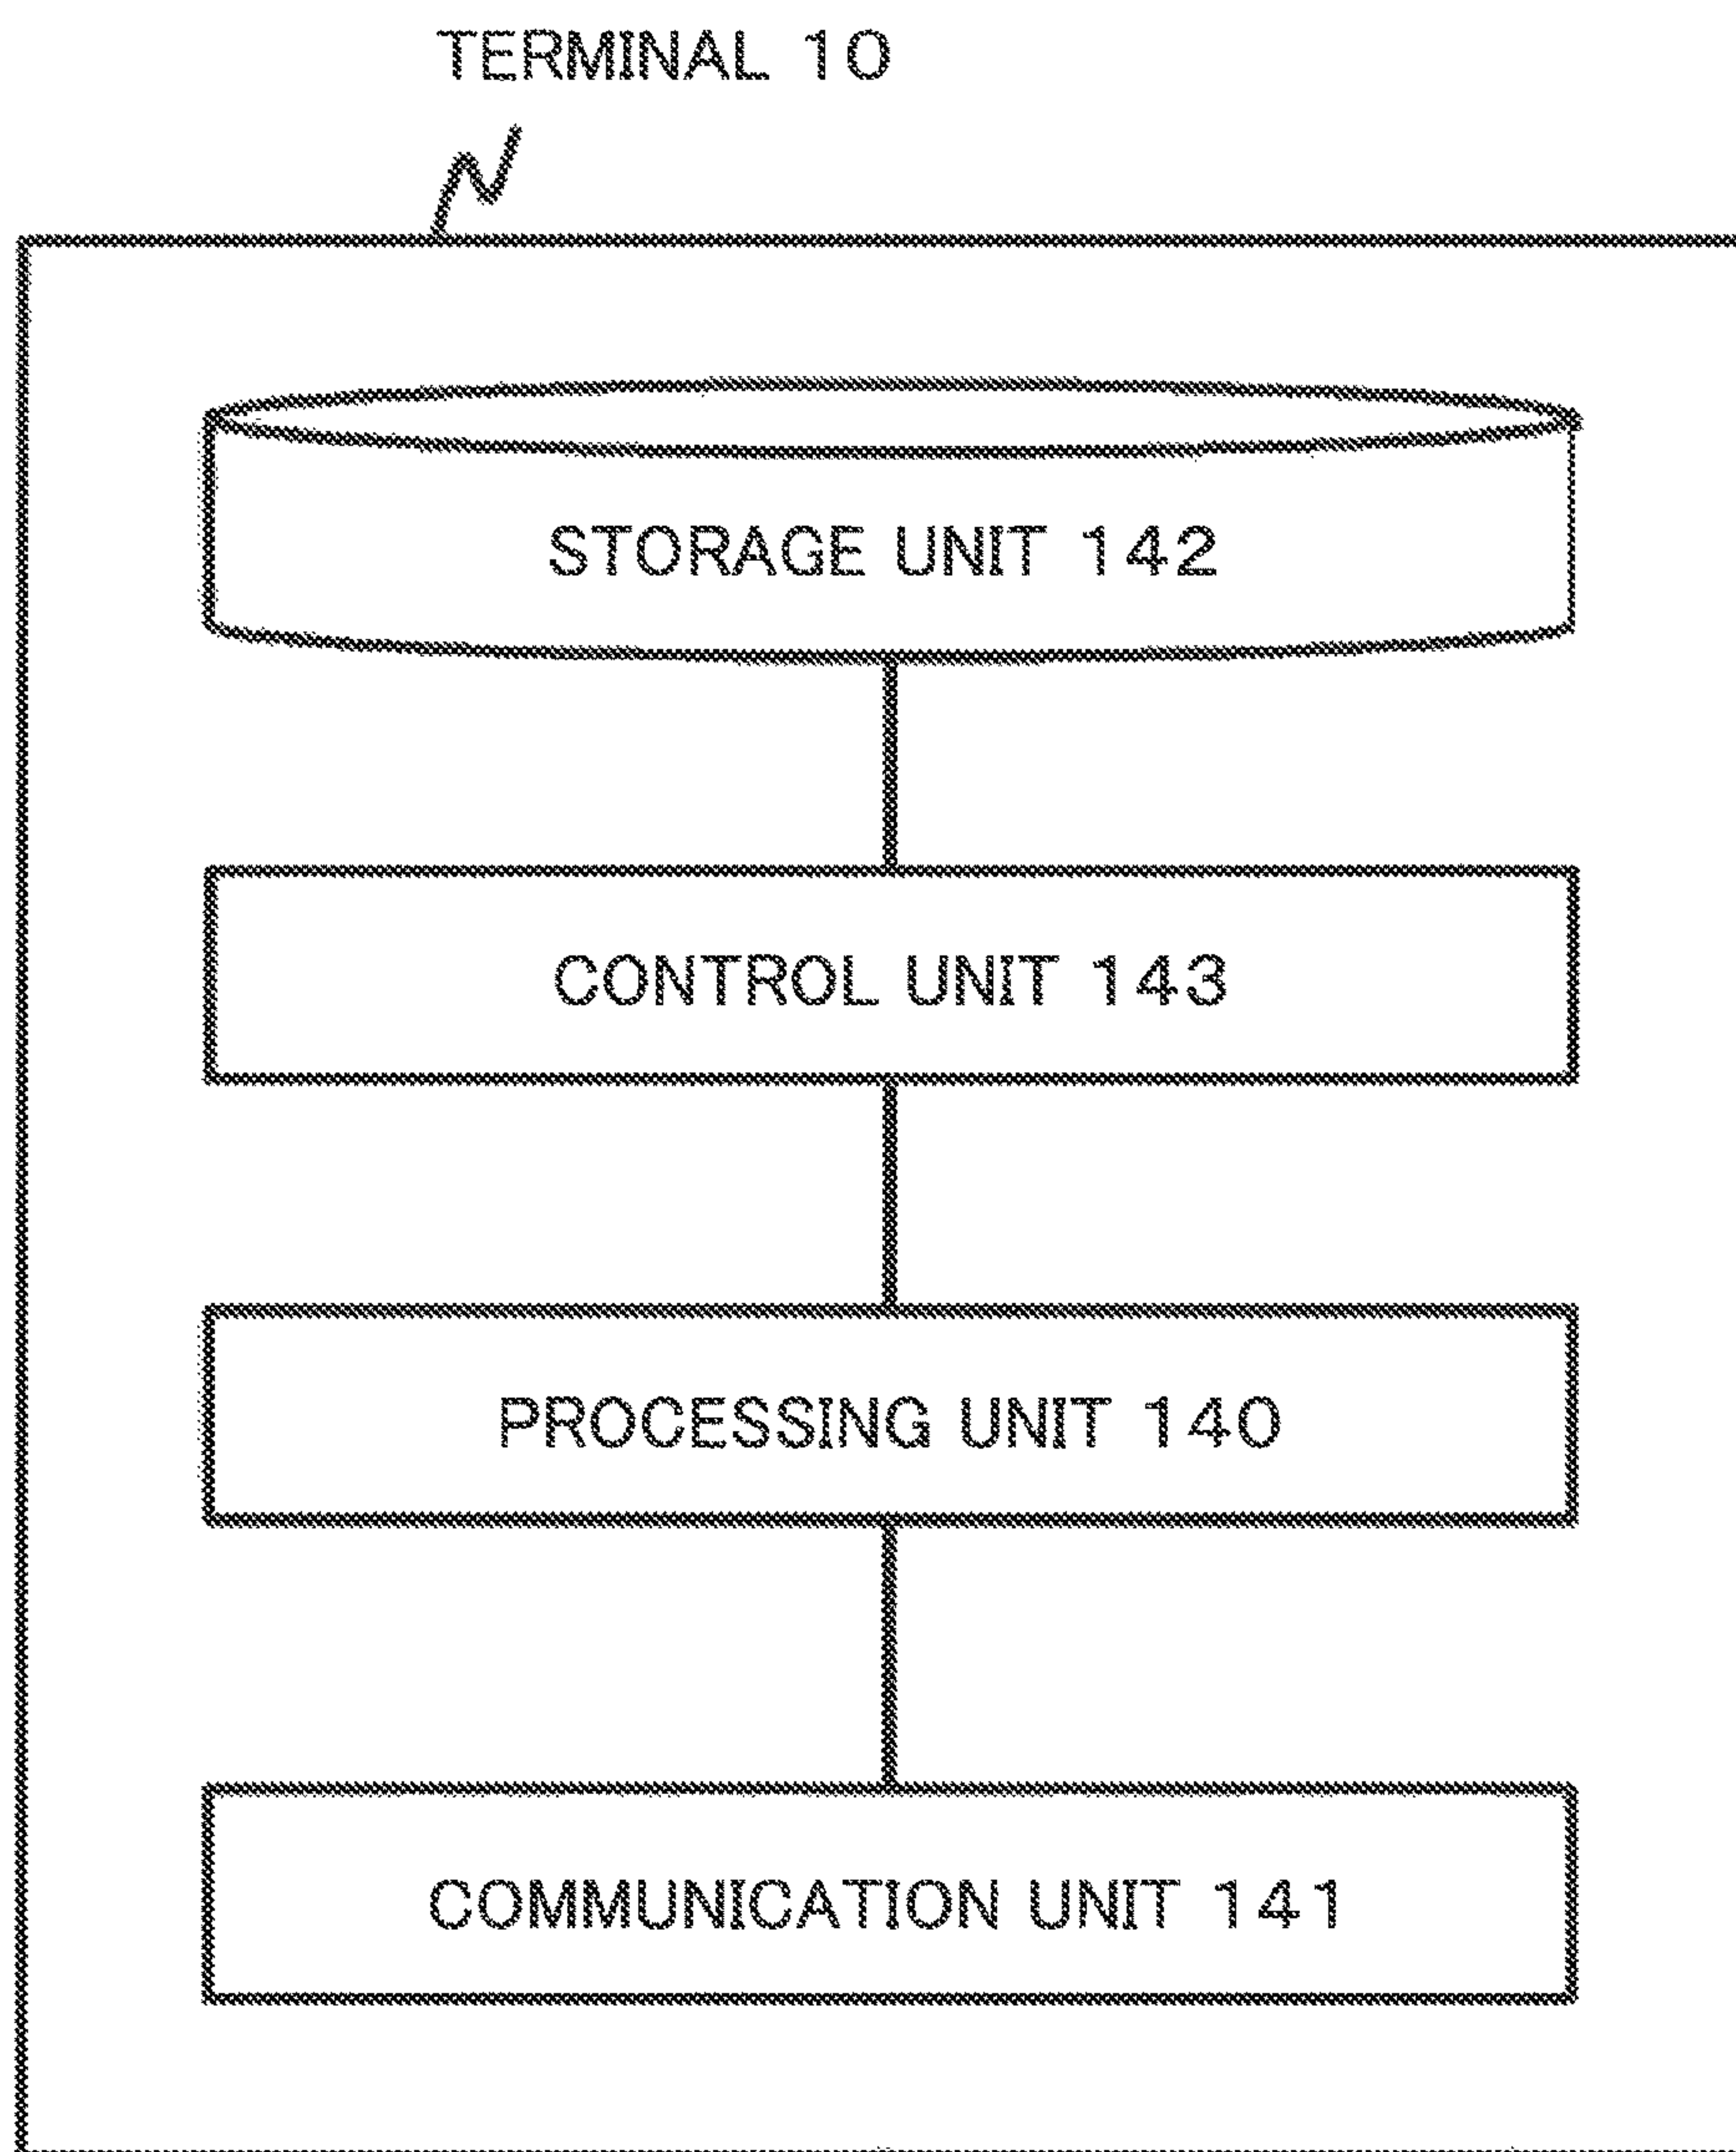 TERMINAL 10
STORAGE UNIT 142
CONTROL UNIT 143
PROCESSING UNIT 140
COMMUNICATION UNIT 141